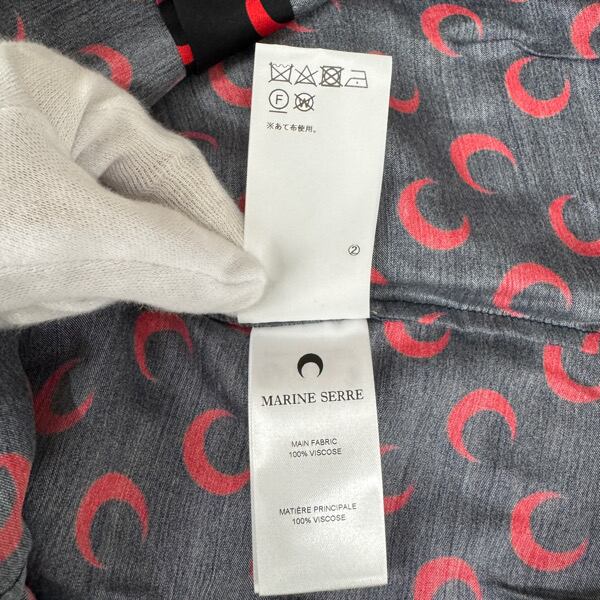 F
W
※あて布使用。
②
MARINE SERRE
MAIN FABRIC
100% VISCOSE
MATIÈRE PRINCIPALE
100% VISCOSE